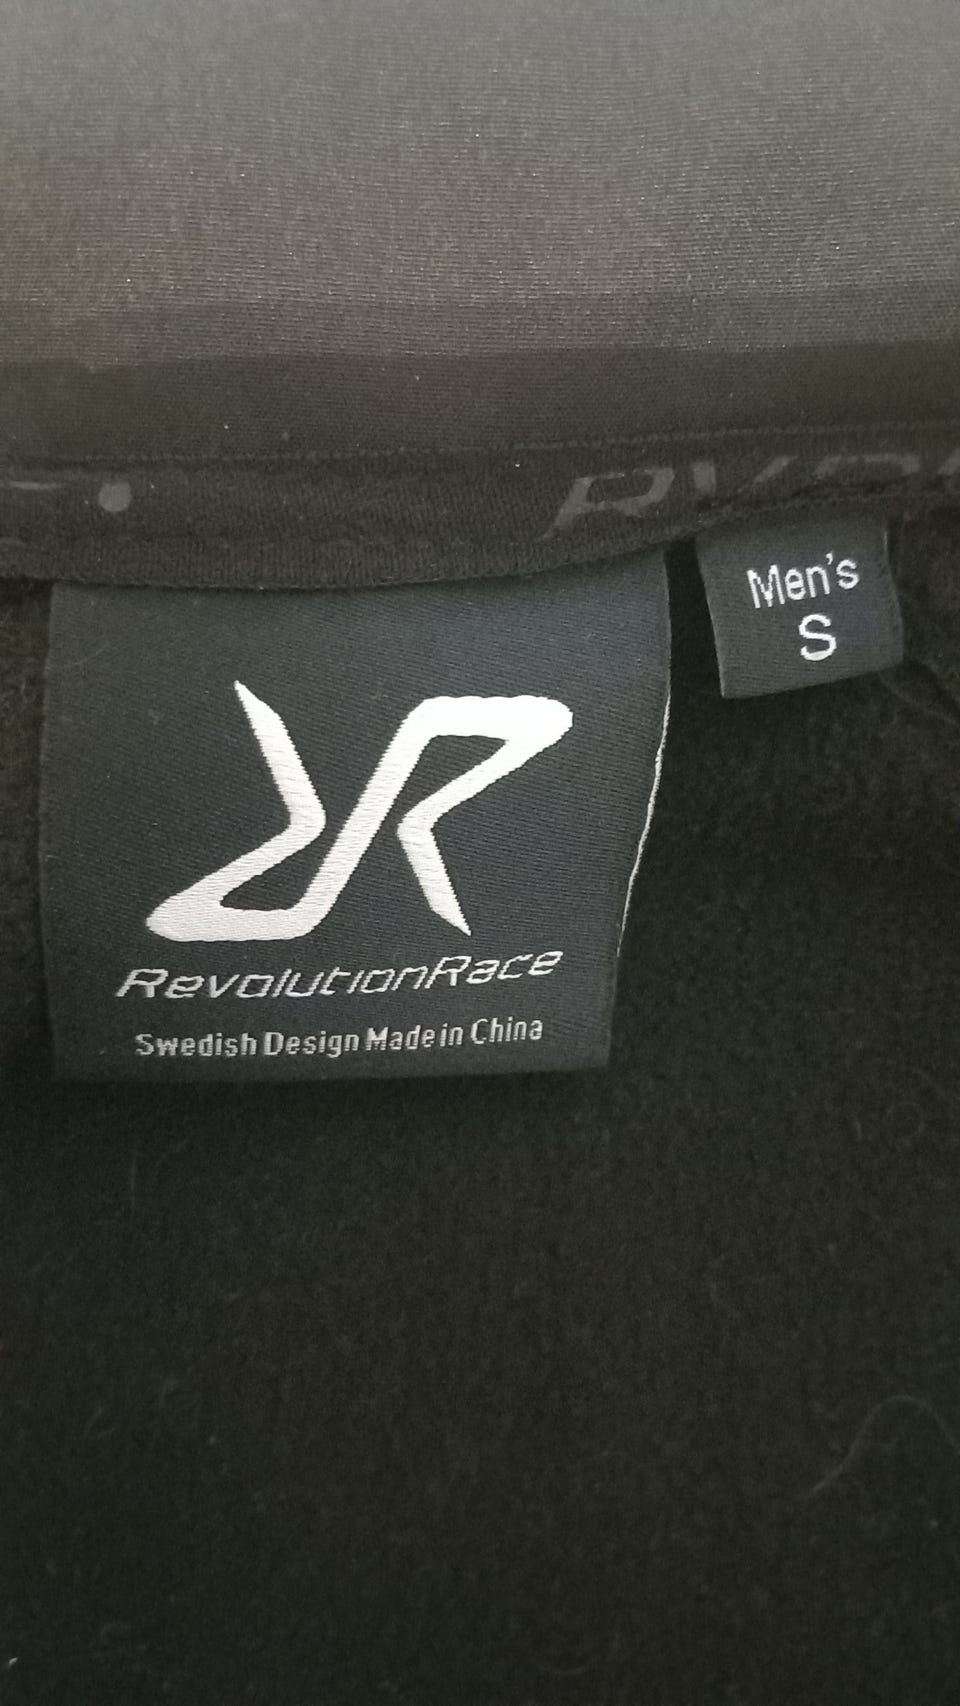 Men's
S
RevolutionRace
Swedish Design Made in China